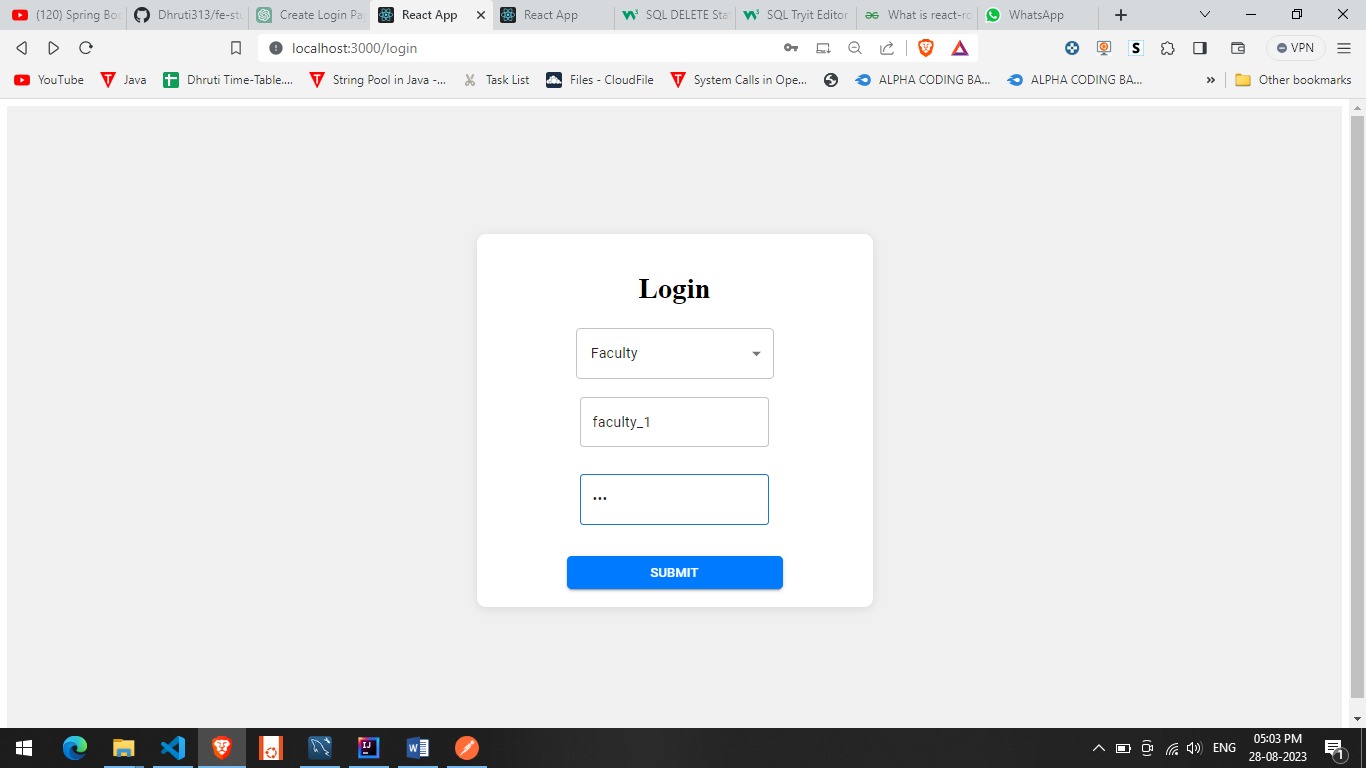 (120) Spring Boo
Dhruti313/fe-stu
Create Login Pa
React App
React App
SQL DELETE Sta
SQL Tryit Editor
What is react-ro
WhatsApp
localhost:3000/login
VPN
YouTube
Java
Dhruti Time-Table....
String Pool in Java -...
Task List
Files - CloudFile
System Calls in Ope...
ALPHA CODING BA...
ALPHA CODING BA...
Other bookmarks
Login
Faculty
faculty_1
•••
SUBMIT
ENG
05:03 PM
28-08-2023
1